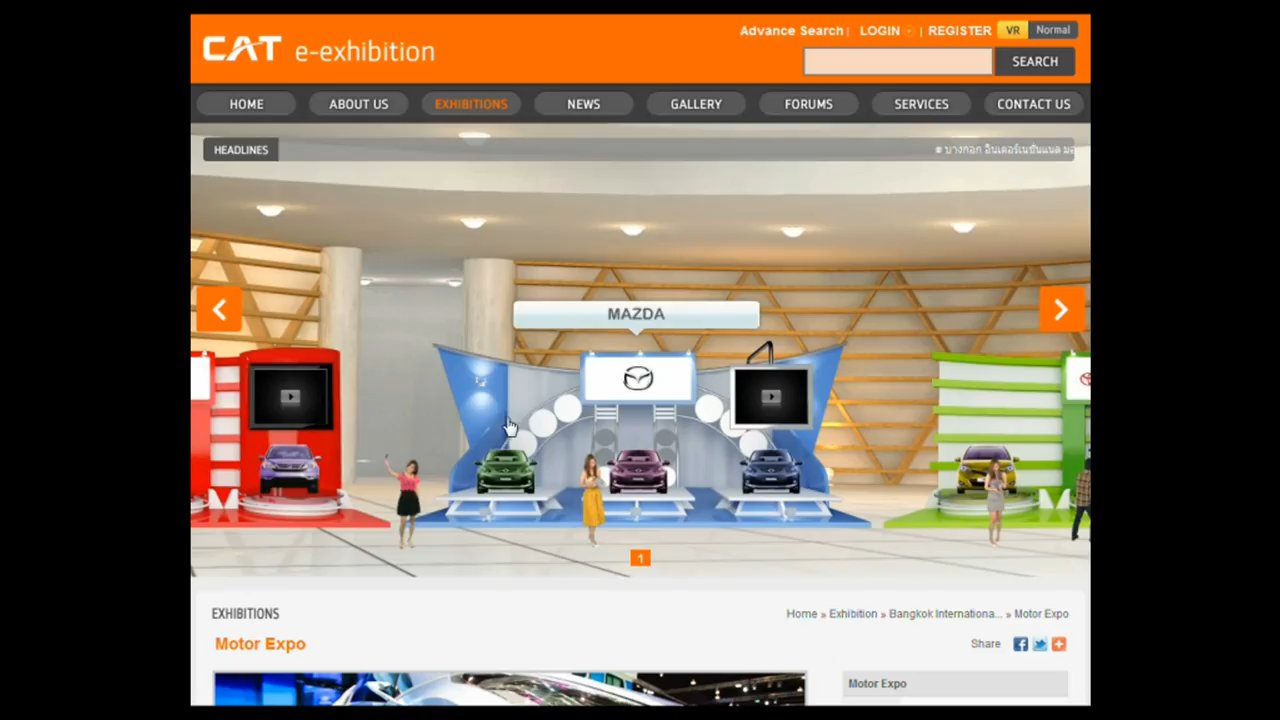 Advance Search | LOGIN | REGISTER VR Normal
CAT e-exhibition
SEARCH
HOME ABOUT US EXHIBITIONS NEWS GALLERY FORUMS SERVICES CONTACT US
HEADLINES บางกอก อินเตอร์เนชั่นแนล มอ
MAZDA
1
EXHIBITIONS
Home » Exhibition » Bangkok Internationa... » Motor Expo
Motor Expo
Share
Motor Expo